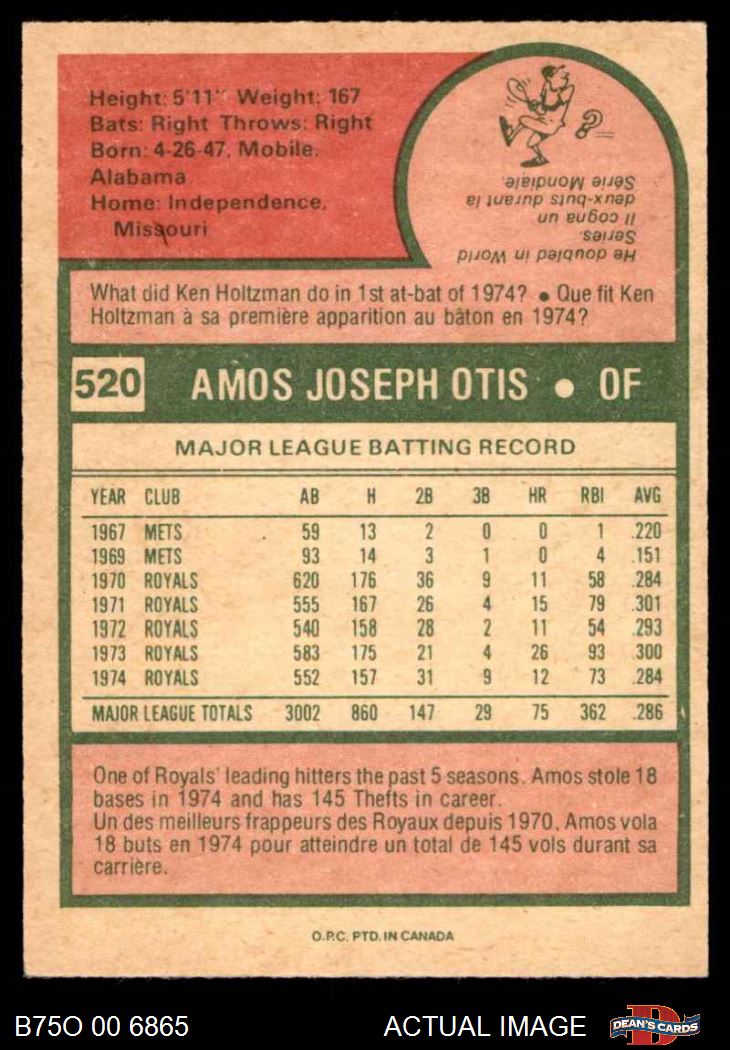 Height: 5'11" Weight: 167
Bats: Right Throws: Right
Born: 4-26-47, Mobile,
Alabama
Home: Independence,
Missouri
He doubled in World
Series.
Il cogna un
deux-buts durant la
Série Mondiale.
What did Ken Holtzman do in 1st at-bat of 1974? ● Que fit Ken
Holtzman à sa première apparition au bâton en 1974?
520 AMOS JOSEPH OTIS ● OF
MAJOR LEAGUE BATTING RECORD
YEAR CLUB AB H 2B 3B HR RBI AVG
1967 METS 59 13 2 0 0 1 .220
1969 METS 93 14 3 1 0 4 .151
1970 ROYALS 620 176 36 9 11 58 .284
1971 ROYALS 555 167 26 4 15 79 .301
1972 ROYALS 540 158 28 2 11 54 .293
1973 ROYALS 583 175 21 4 26 93 .300
1974 ROYALS 552 157 31 9 12 73 .284
MAJOR LEAGUE TOTALS 3002 860 147 29 75 362 .286
One of Royals' leading hitters the past 5 seasons. Amos stole 18
bases in 1974 and has 145 Thefts in career.
Un des meilleurs frappeurs des Royaux depuis 1970, Amos vola
18 buts en 1974 pour atteindre un total de 145 vols durant sa
carrière.
O.P.C. PTD. IN CANADA
B75O 00 6865 ACTUAL IMAGE DEAN'S CARDS